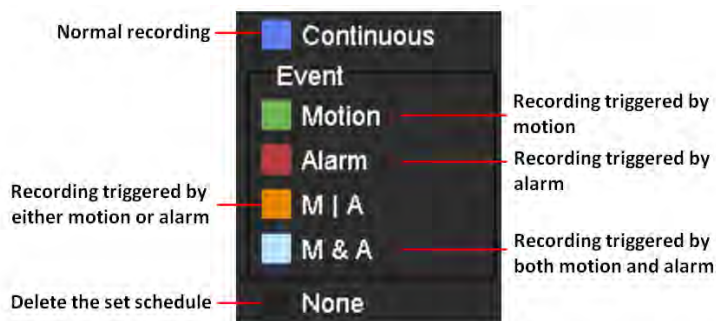 Normal recording
Continuous
Event
Motion
Recording triggered by
motion
Alarm
Recording triggered by
alarm
Recording triggered by
either motion or alarm
M | A
M & A
Recording triggered by
both motion and alarm
Delete the set schedule
None